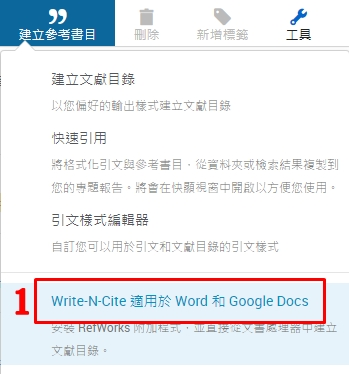 建立參考書目 刪除 新增標籤 工具
建立文獻目錄
以您偏好的輸出樣式建立文獻目錄
快速引用
將格式化引文與參考書目，從資料夾或檢索結果複製到
您的專題報告。將會在快顯視窗中開啟以方便您使用。
引文樣式編輯器
自訂您可以用於引文和文獻目錄的引文樣式
1 Write-N-Cite 適用於 Word 和 Google Docs
安裝 RefWorks 附加程式，並直接從文書處理器中建立
文獻目錄。